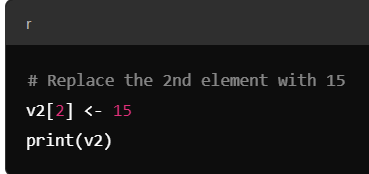 r
# Replace the 2nd element with 15
v2[2] <- 15
print(v2)